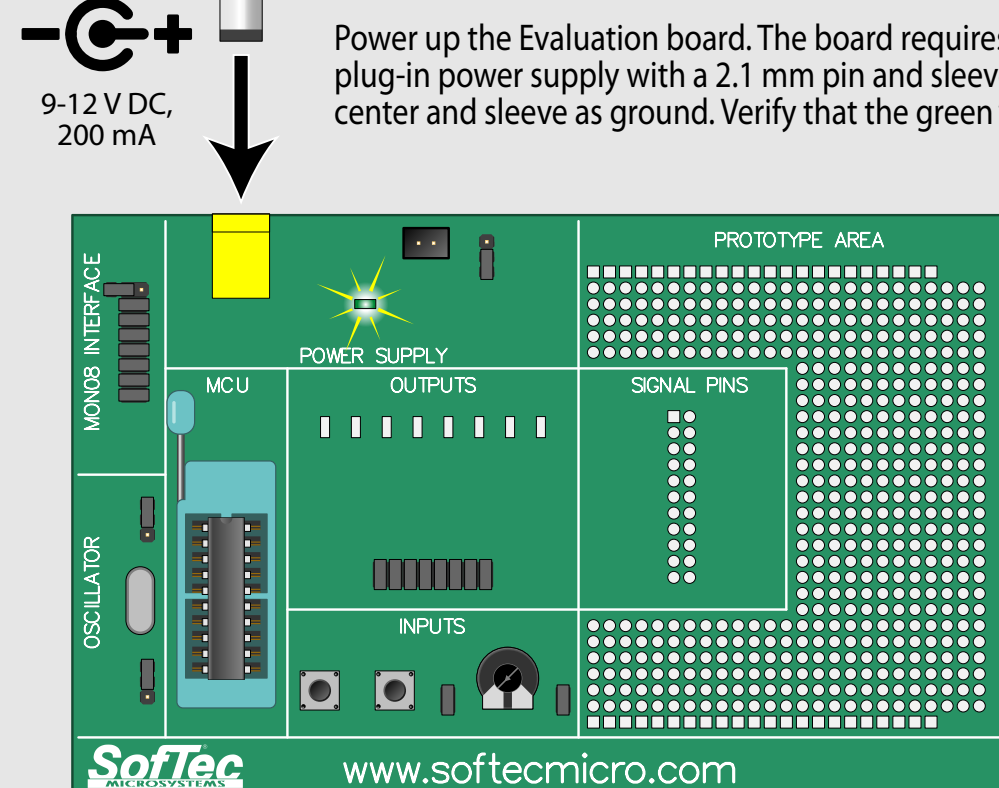 Power up the Evaluation board. The board requires
plug-in power supply with a 2.1 mm pin and sleev
center and sleeve as ground. Verify that the green
9-12 V DC,
200 mA
MON08 INTERFACE
POWER SUPPLY
PROTOTYPE AREA
MCU
OUTPUTS
SIGNAL PINS
OSCILLATOR
INPUTS
SofTec
MICROSYSTEMS
www.softecmicro.com